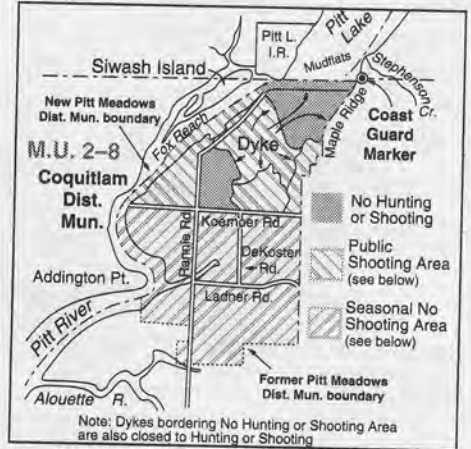 Pitt
Lake
Pitt L.
I.R.
Mudflats
Siwash Island
Stephenson
Cr.
New Pitt Meadows
Dist. Mun. boundary
Fox Reach
Maple Ridge
Coast
Guard
Marker
M.U. 2–8
Coquitlam
Dist.
Mun.
Dyke
No Hunting
or Shooting
Rannie Rd.
Koerner Rd.
DeKoster
Rd.
Public
Shooting Area
(see below)
Addington Pt.
Ladner Rd.
Seasonal No
Shooting Area
(see below)
Pitt River
Former Pitt Meadows
Dist. Mun. boundary
Alouette R.
Note: Dykes bordering No Hunting or Shooting Area
are also closed to Hunting or Shooting